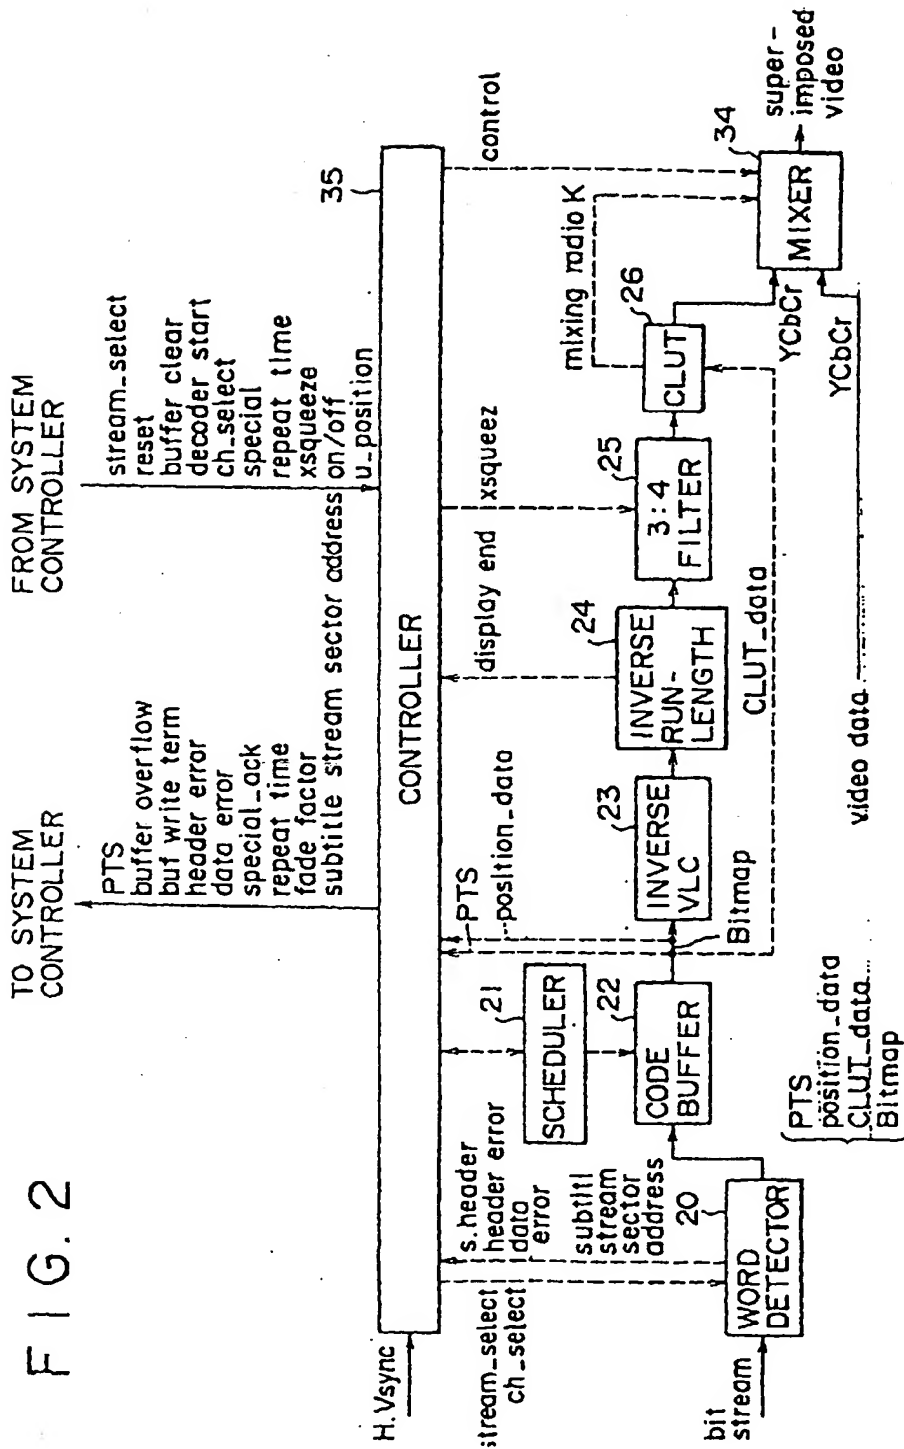 FIG. 2
TO SYSTEM
CONTROLLER
PTS
buffer overflow
buf write term
header error
data error
special_ack
repeat time
fade factor
subtitle stream sector address
FROM SYSTEM
CONTROLLER
stream_select
reset
buffer clear
decoder start
ch_select
special
repeat time
xsqueeze
on/off
u_position
H.Vsync
CONTROLLER
35
stream_select
ch_select
s.header
header error
data
error
subtitl
stream
sector
address
SCHEDULER
21
PTS
position_data
display end
xsqueez
control
bit
stream
WORD
DETECTOR
20
CODE
BUFFER
22
Bitmap
INVERSE
VLC
23
INVERSE
RUN-
LENGTH
24
3:4
FILTER
25
CLUT
26
mixing radio K
CLUT_data
YCbCr
YCbCr
MIXER
34
super-
imposed
video
PTS
position_data
CLUT_data
Bitmap
video data